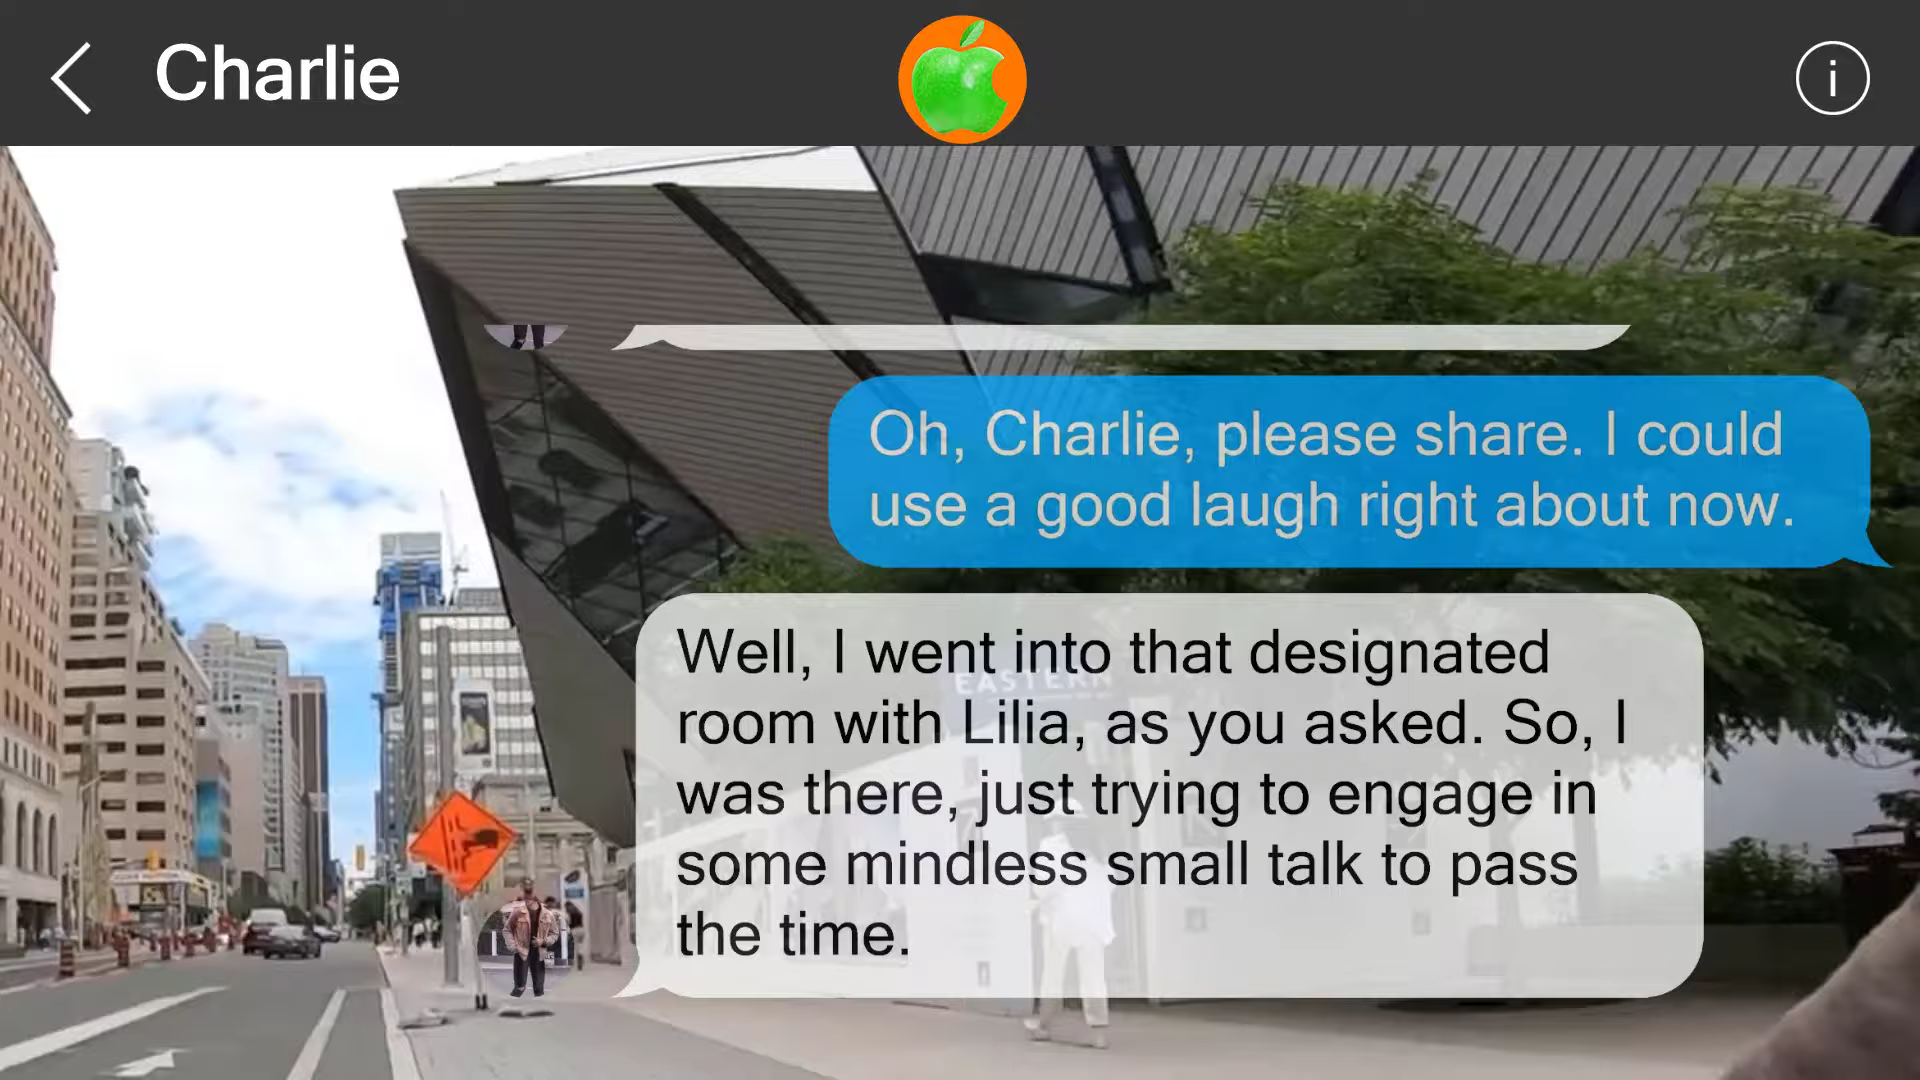 Charlie
i
Oh, Charlie, please share. I could
use a good laugh right about now.
Well, I went into that designated
room with Lilia, as you asked. So, I
was there, just trying to engage in
some mindless small talk to pass
the time.
EASTERN